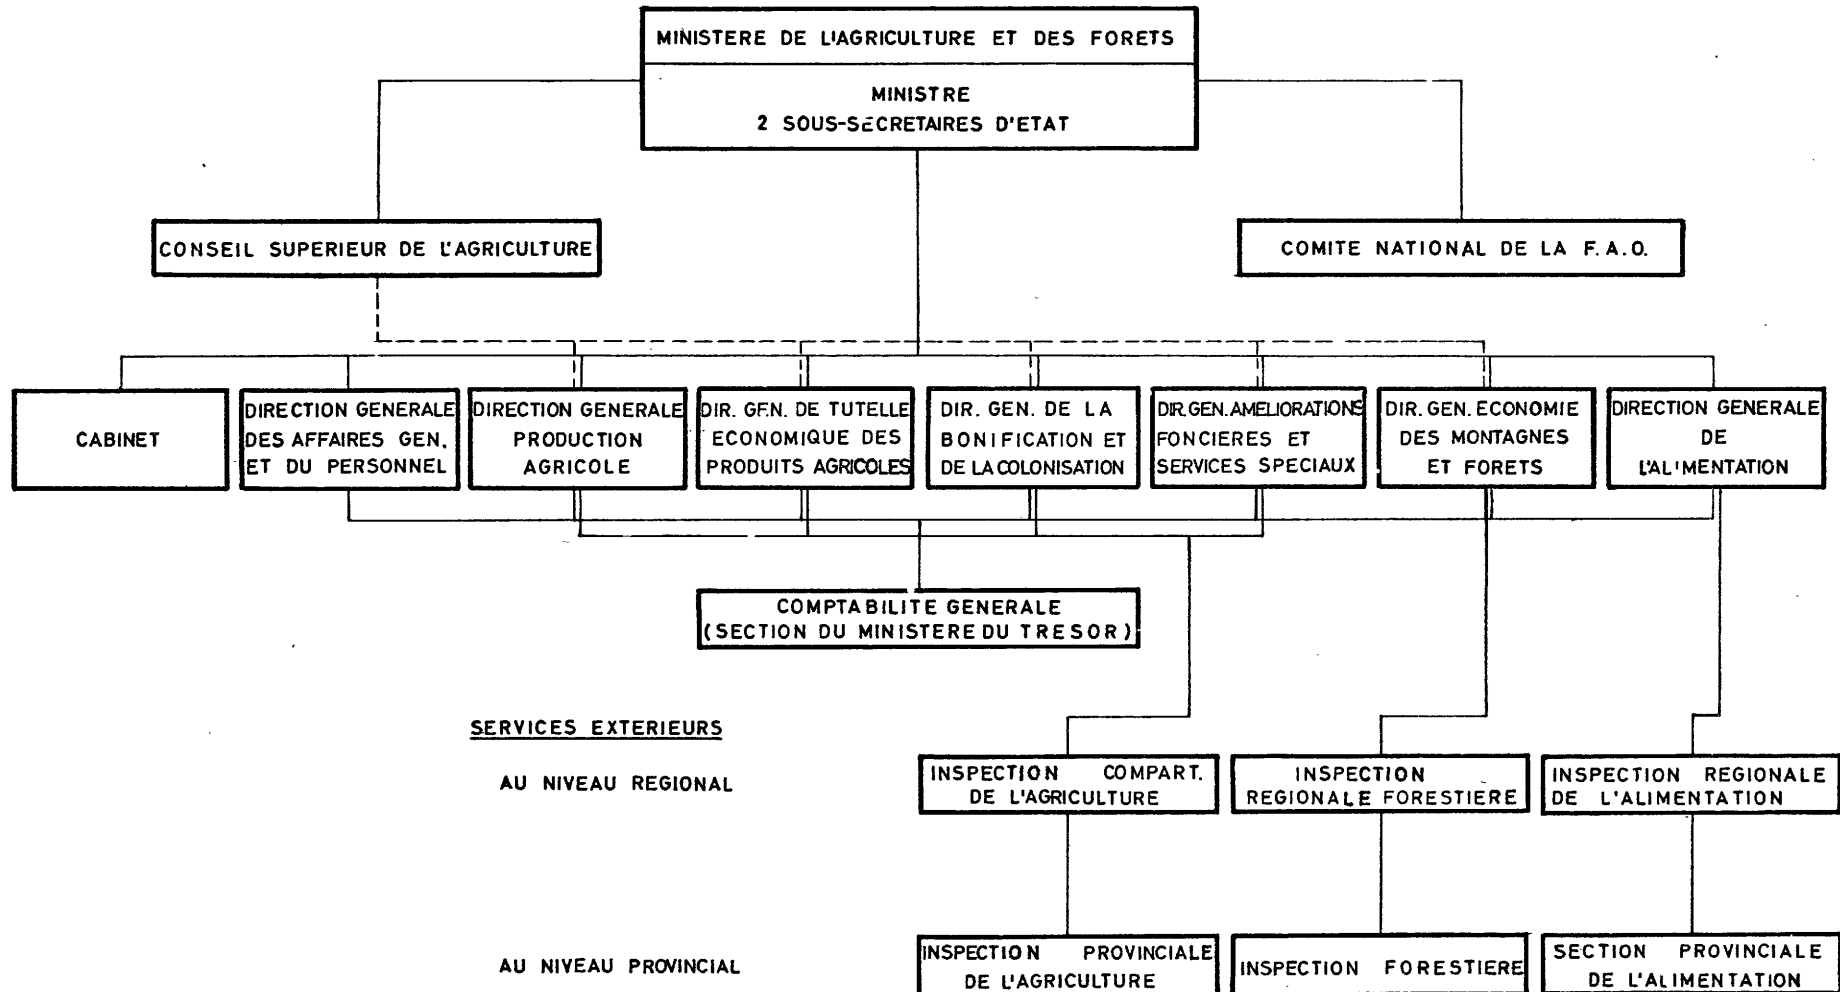 MINISTERE DE L'AGRICULTURE ET DES FORETS
MINISTRE
2 SOUS-SECRETAIRES D'ETAT
CONSEIL SUPERIEUR DE L'AGRICULTURE
COMITE NATIONAL DE LA F.A.O.
CABINET
DIRECTION GENERALE
DES AFFAIRES GEN.
ET DU PERSONNEL
DIRECTION GENERALE
PRODUCTION
AGRICOLE
DIR. GEN. DE TUTELLE
ECONOMIQUE DES
PRODUITS AGRICOLES
DIR. GEN. DE LA
BONIFICATION ET
DE LA COLONISATION
DIR. GEN. AMELIORATIONS
FONCIERES ET
SERVICES SPECIAUX
DIR. GEN. ECONOMIE
DES MONTAGNES
ET FORETS
DIRECTION GENERALE
DE
L'ALIMENTATION
COMPTABILITE GENERALE
(SECTION DU MINISTERE DU TRESOR)
SERVICES EXTERIEURS
AU NIVEAU REGIONAL
INSPECTION COMPART.
DE L'AGRICULTURE
INSPECTION
REGIONALE FORESTIERE
INSPECTION REGIONALE
DE L'ALIMENTATION
AU NIVEAU PROVINCIAL
INSPECTION PROVINCIALE
DE L'AGRICULTURE
INSPECTION FORESTIERE
SECTION PROVINCIALE
DE L'ALIMENTATION